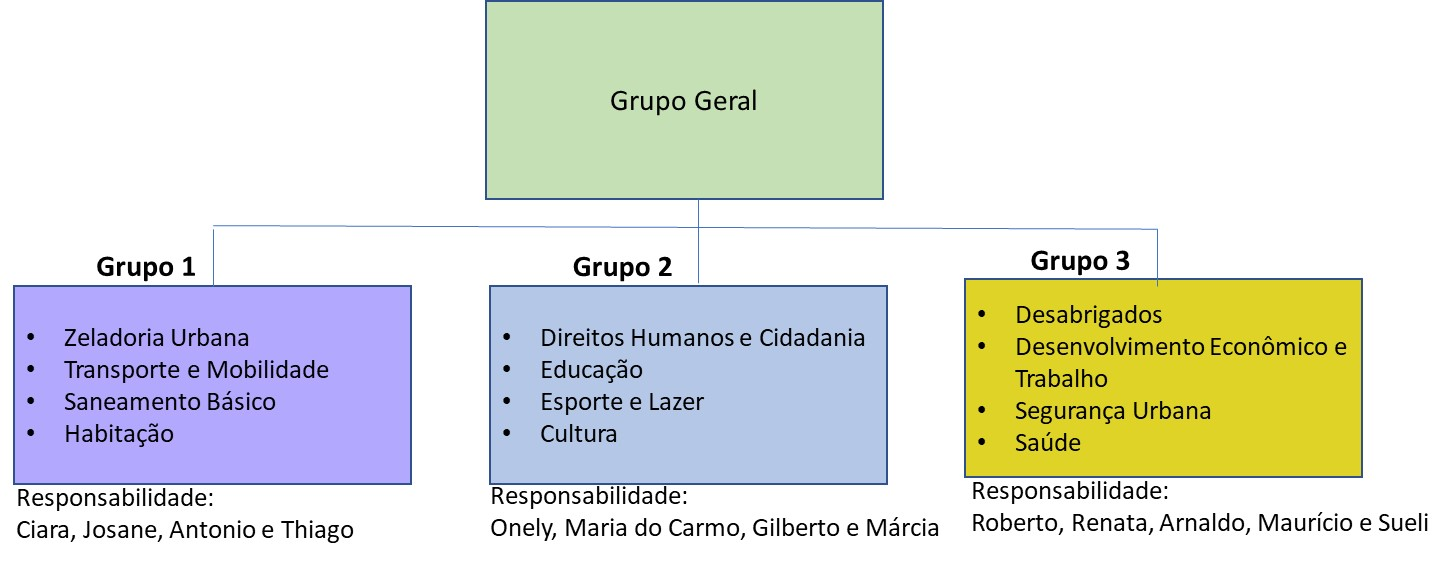 Grupo Geral
Grupo 1
• Zeladoria Urbana
• Transporte e Mobilidade
• Saneamento Básico
• Habitação
Responsabilidade:
Ciara, Josane, Antonio e Thiago
Grupo 2
• Direitos Humanos e Cidadania
• Educação
• Esporte e Lazer
• Cultura
Responsabilidade:
Onely, Maria do Carmo, Gilberto e Márcia
Grupo 3
• Desabrigados
• Desenvolvimento Econômico e
Trabalho
• Segurança Urbana
• Saúde
Responsabilidade:
Roberto, Renata, Arnaldo, Maurício e Sueli